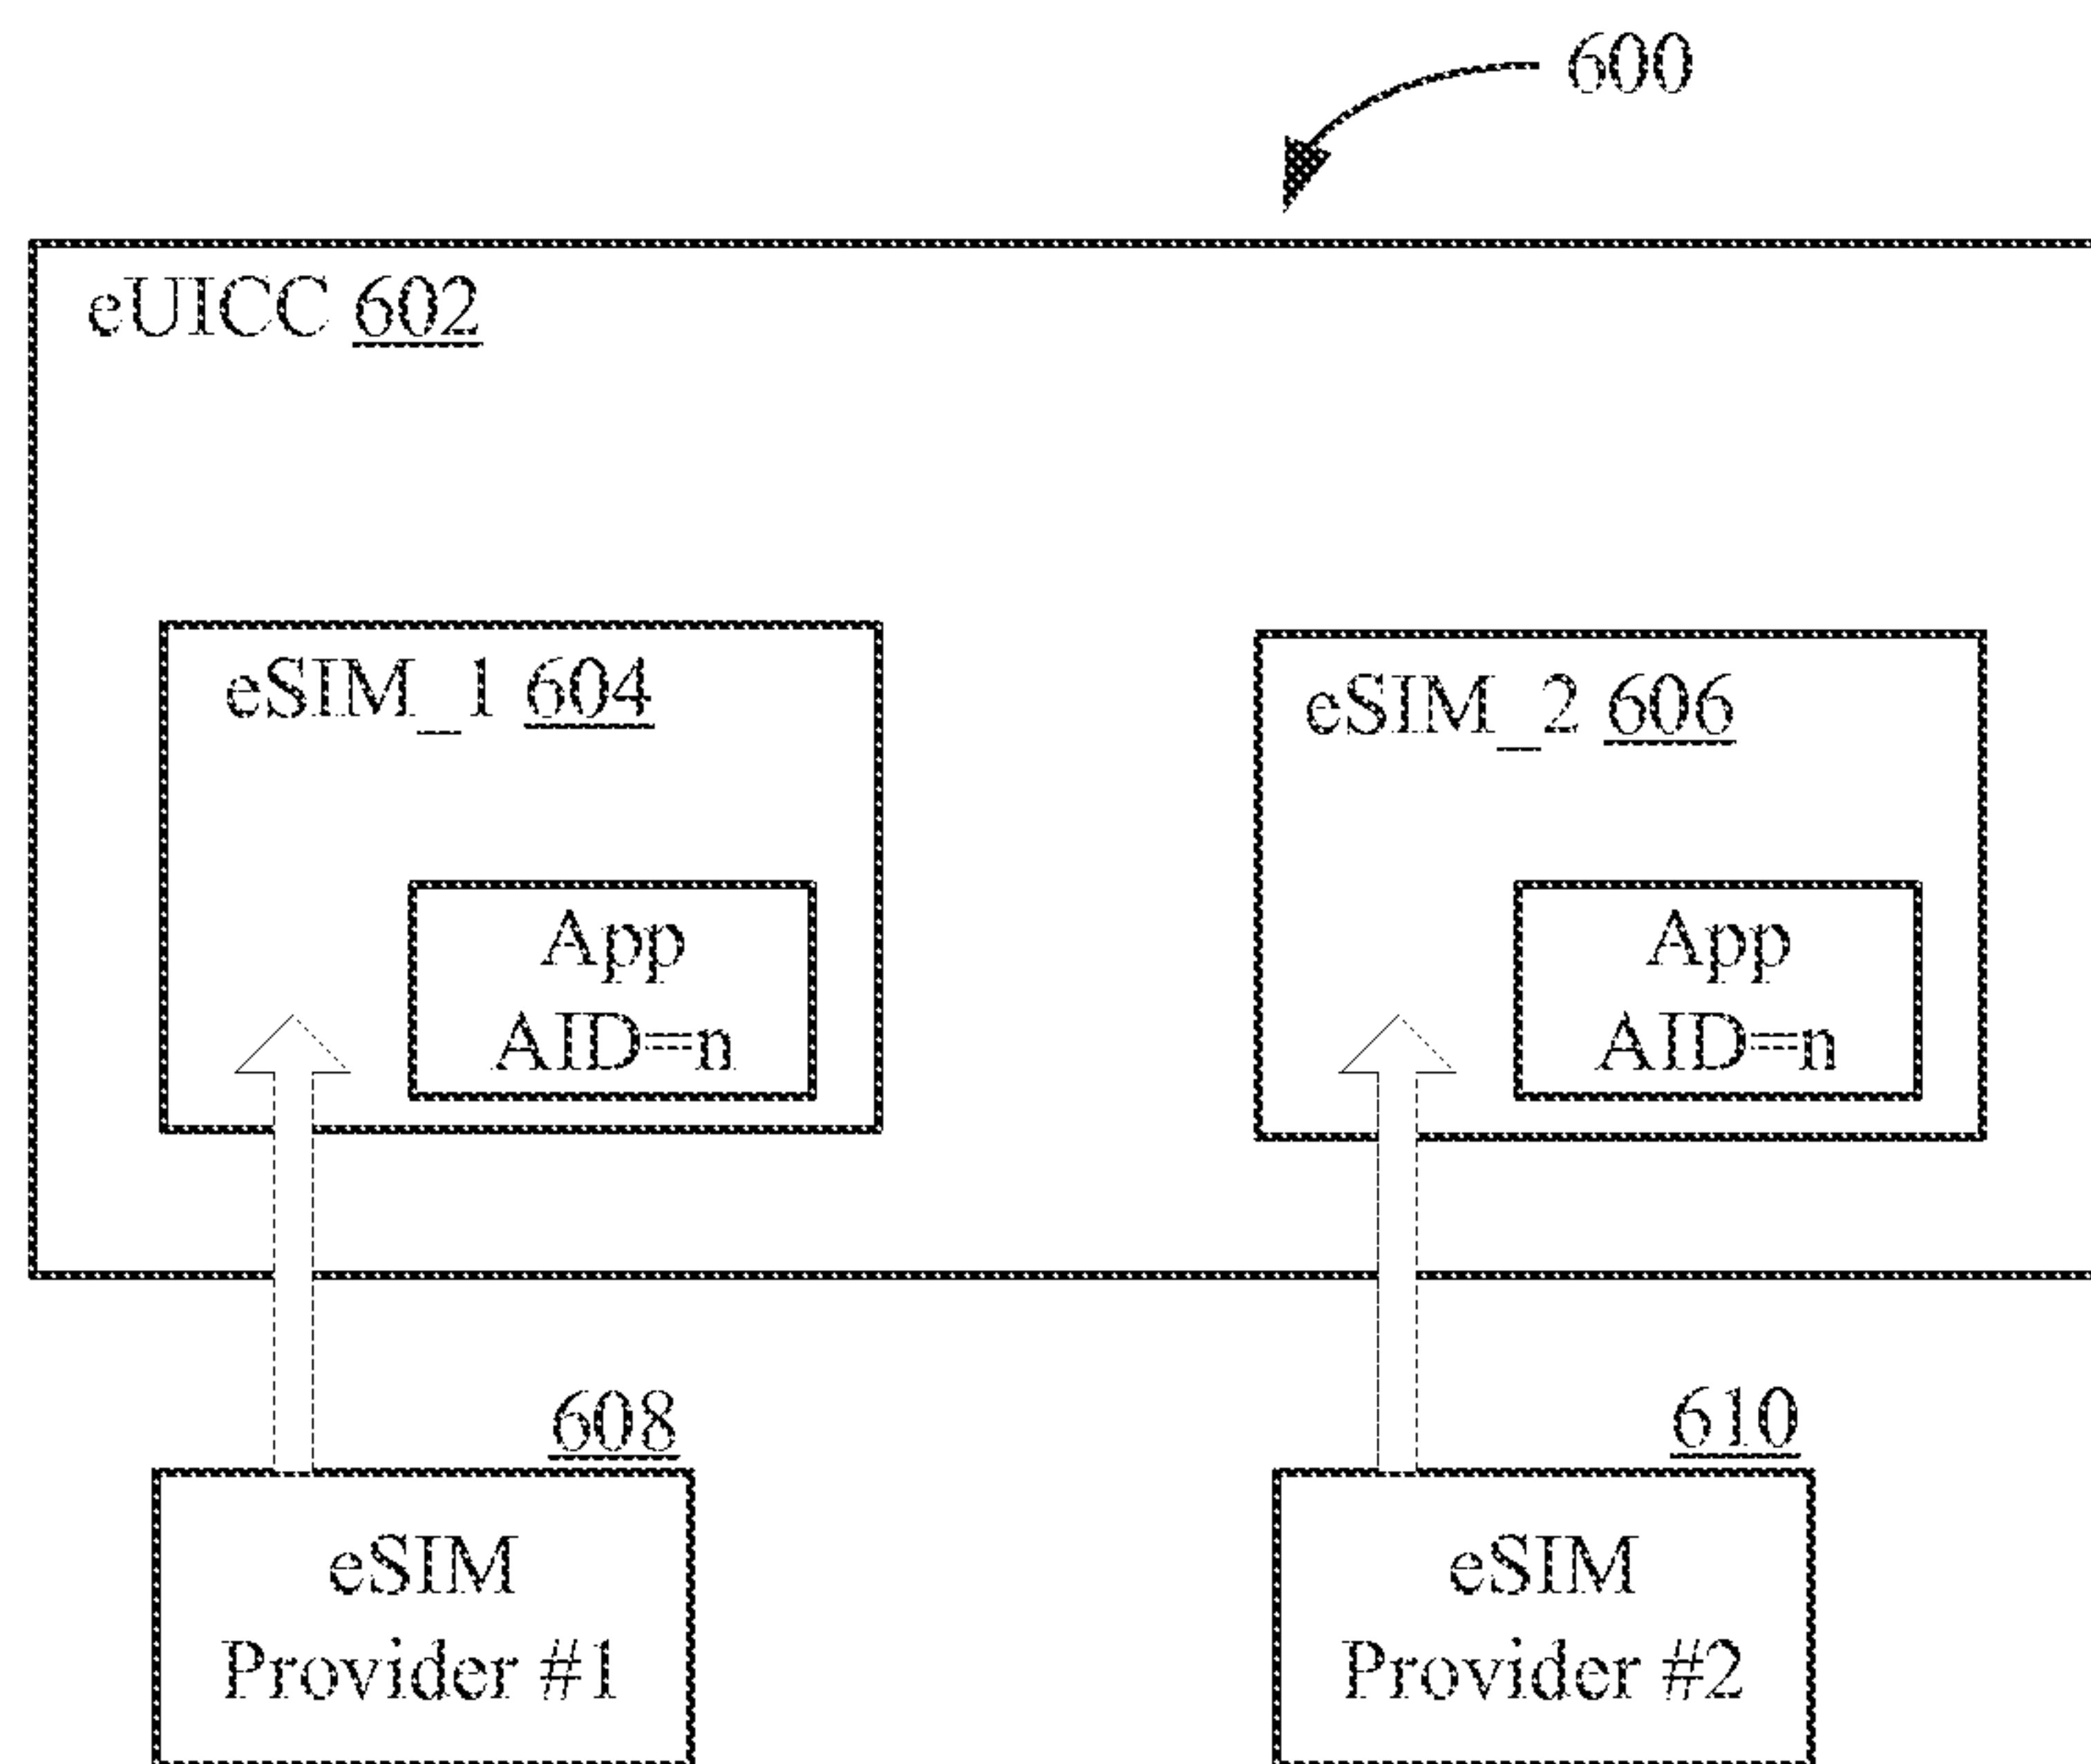 600
eUICC 602
eSIM_1 604
eSIM_2 606
App
AID=n
App
AID=n
608
610
eSIM
Provider #1
eSIM
Provider #2